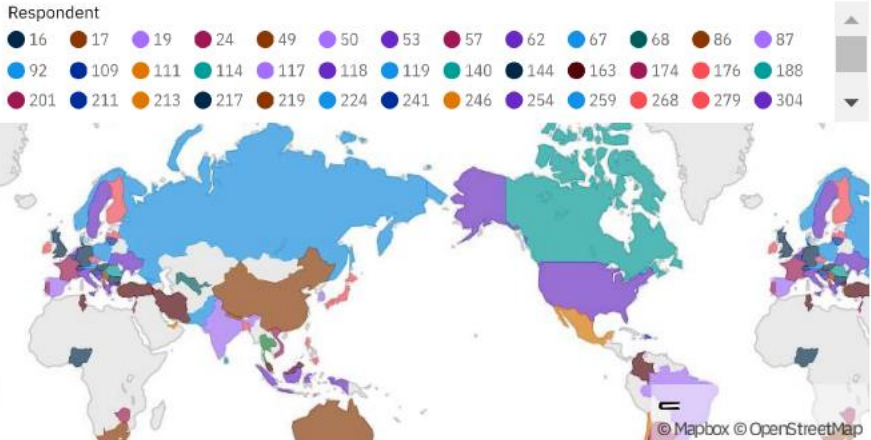 Respondent
16 17 19 24 49 50 53 57 62 67 68 86 87
92 109 111 114 117 118 119 140 144 163 174 176 188
201 211 213 217 219 224 241 246 254 259 268 279 304
© Mapbox © OpenStreetMap